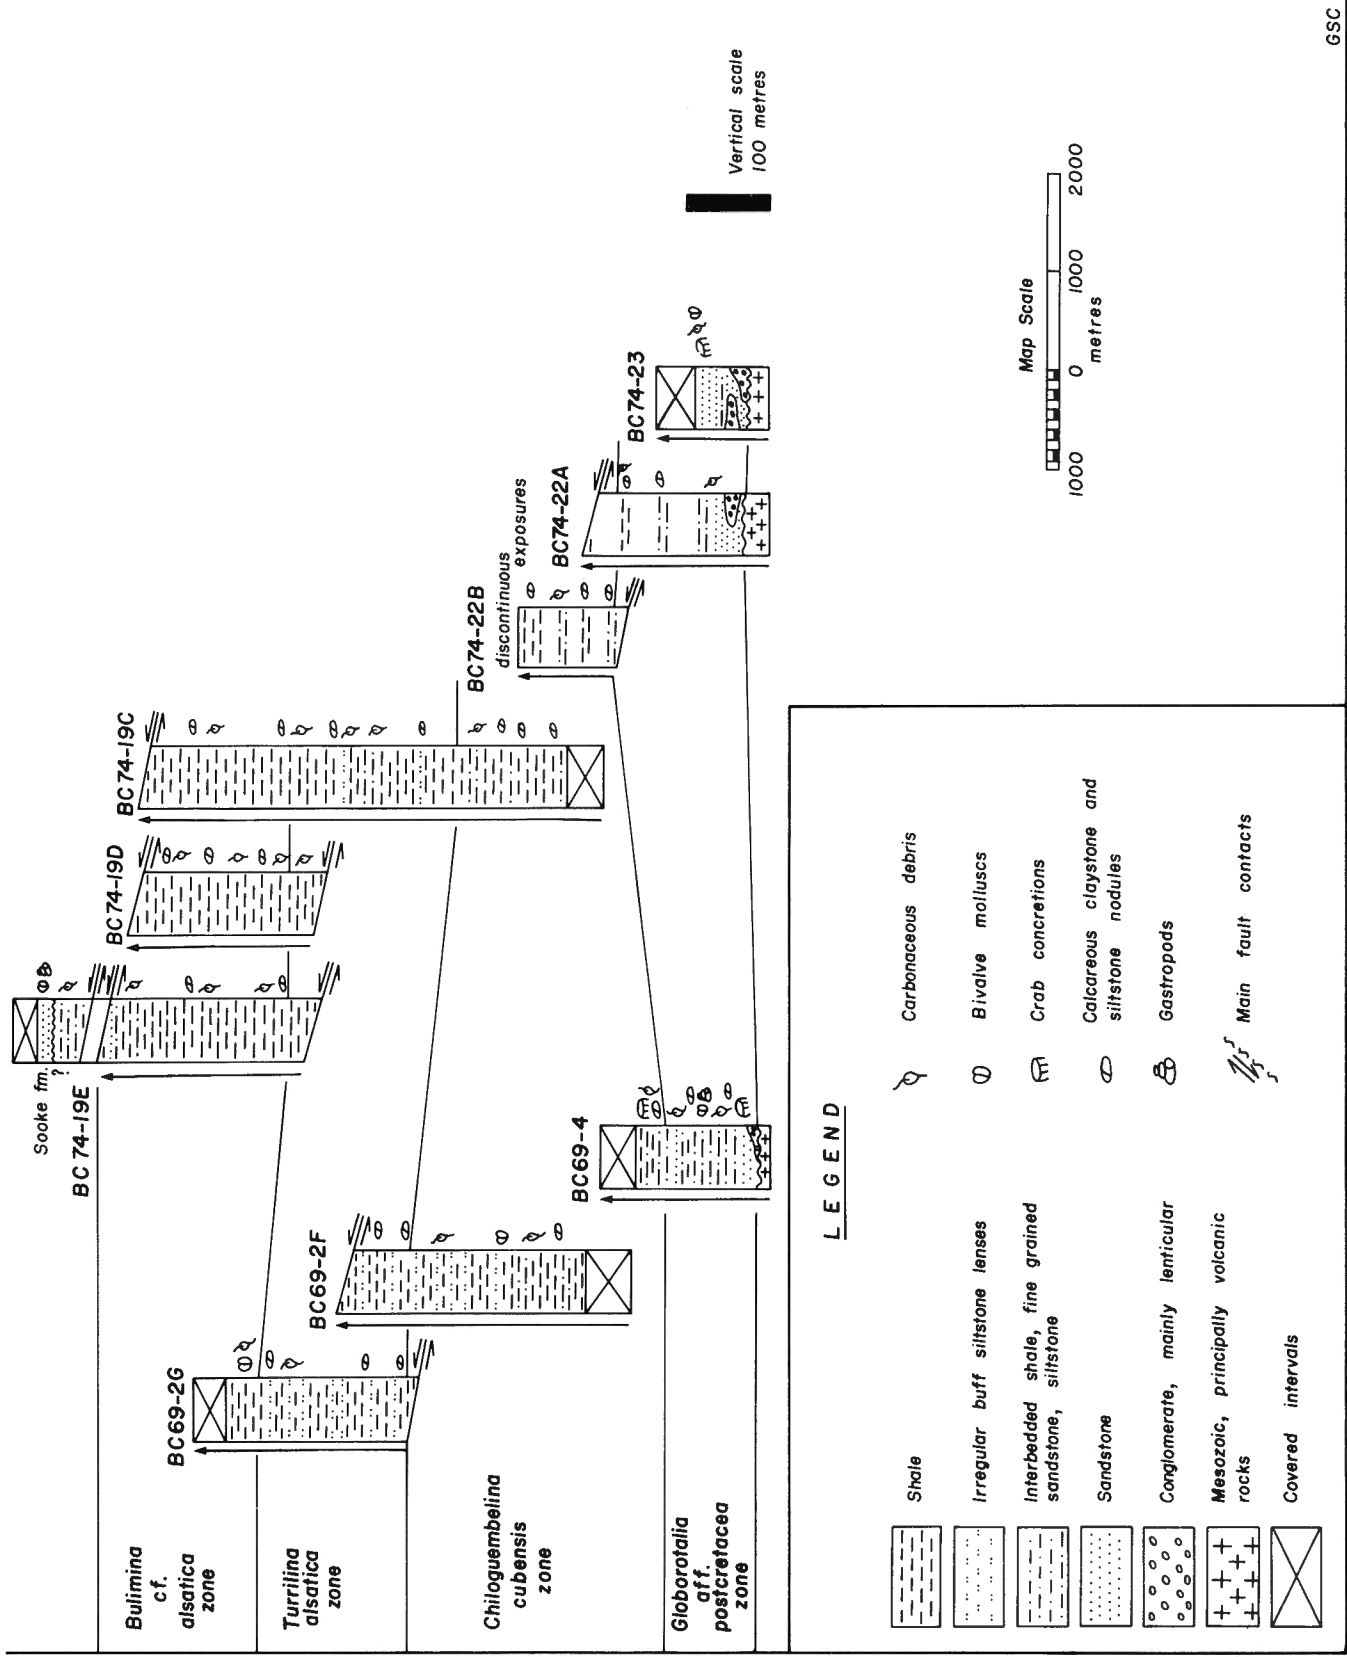 Bulimina
cf.
alsatica
zone
Turrilina
alsatica
zone
Chiloguembelina
cubensis
zone
Globorotalia
aff.
postcretacea
zone
BC69-2G
BC69-2F
BC69-4
Sooke fm.
?
BC 74-19E
BC 74-19D
BC 74-19C
BC74-22B
discontinuous
exposures
BC74-22A
BC74-23
Vertical scale
100 metres
Map Scale
1000 0 1000 2000
metres
LEGEND
Shale
Irregular buff siltstone lenses
Interbedded shale, fine grained
sandstone, siltstone
Sandstone
Conglomerate, mainly lenticular
Mesozoic, principally volcanic
rocks
Covered intervals
Carbonaceous debris
Bivalve molluscs
Crab concretions
Calcareous claystone and
siltstone nodules
Gastropods
Main fault contacts
GSC